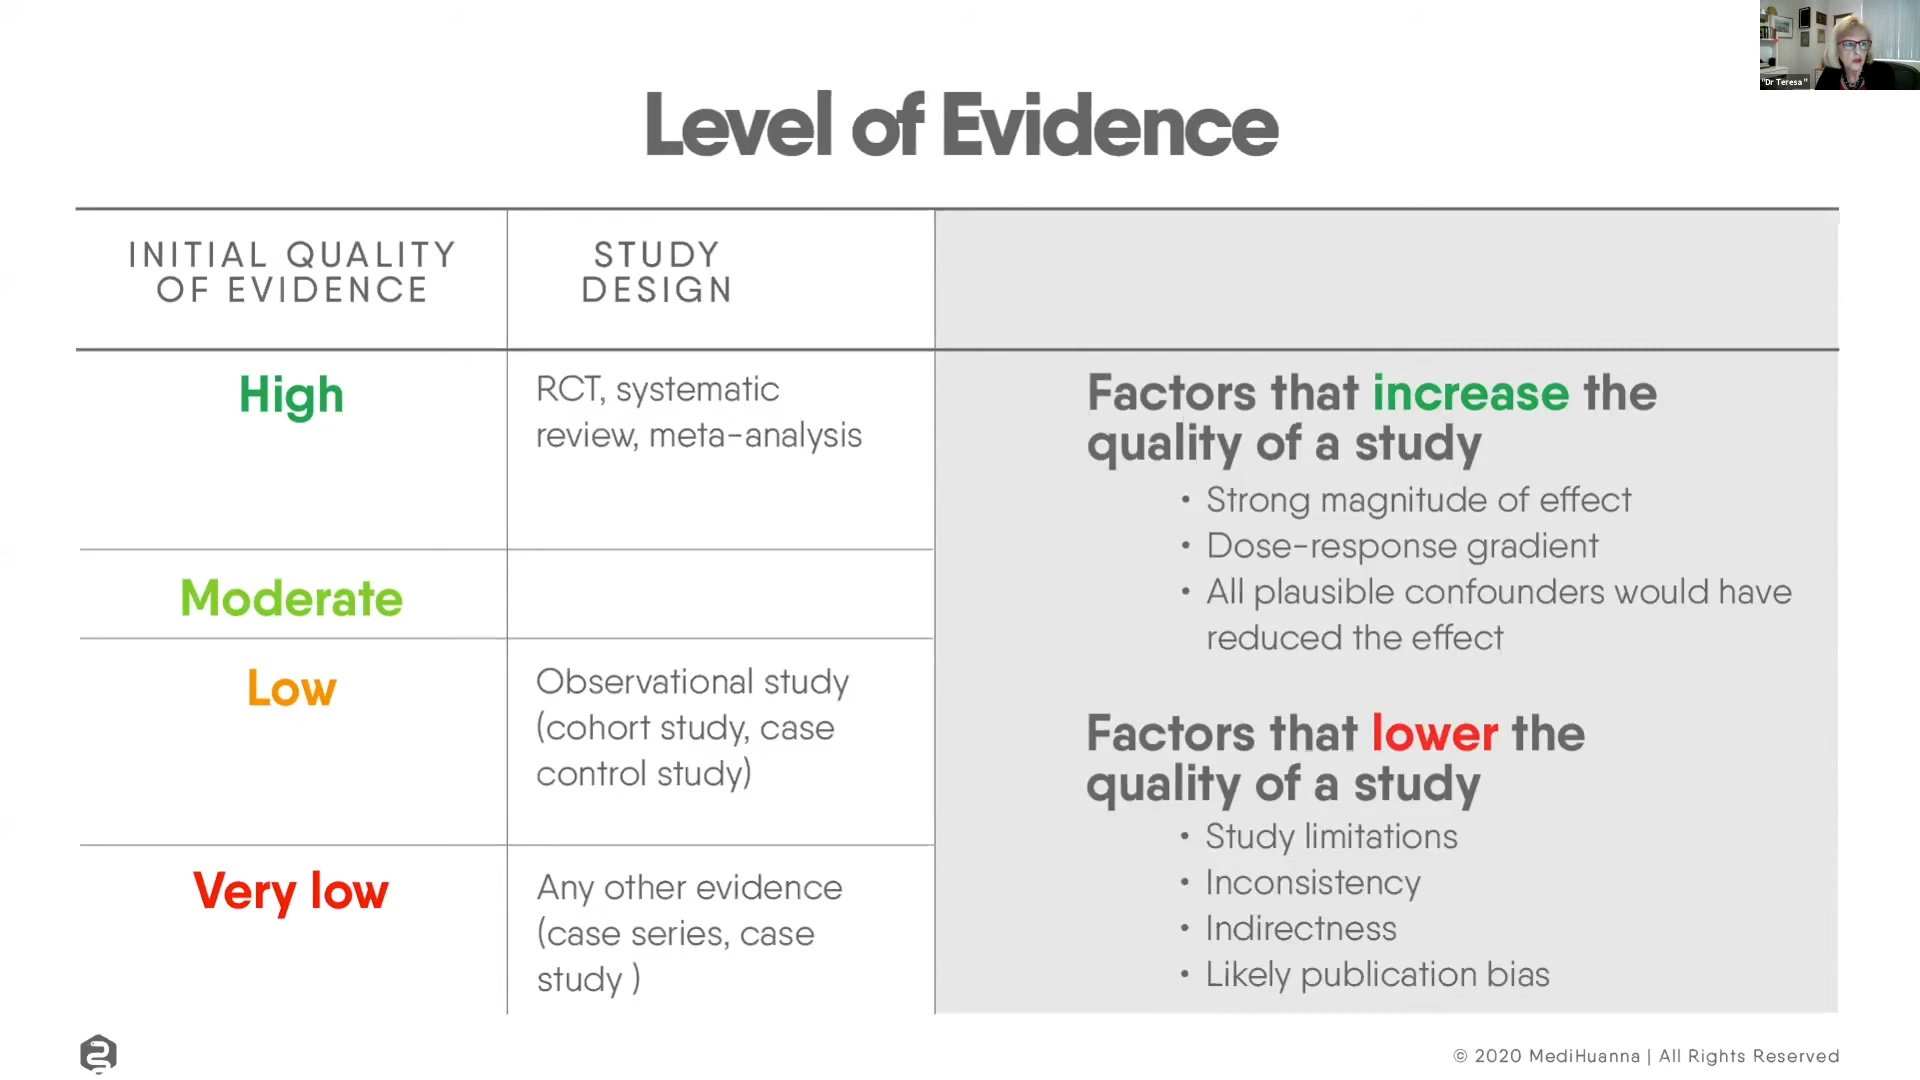 "Dr Teresa"
Level of Evidence
INITIAL QUALITY
OF EVIDENCE
STUDY
DESIGN
High
RCT, systematic
review, meta-analysis
Moderate
Low
Observational study
(cohort study, case
control study)
Very low
Any other evidence
(case series, case
study )
Factors that increase the
quality of a study
• Strong magnitude of effect
• Dose-response gradient
• All plausible confounders would have
reduced the effect
Factors that lower the
quality of a study
• Study limitations
• Inconsistency
• Indirectness
• Likely publication bias
© 2020 MediHuanna | All Rights Reserved